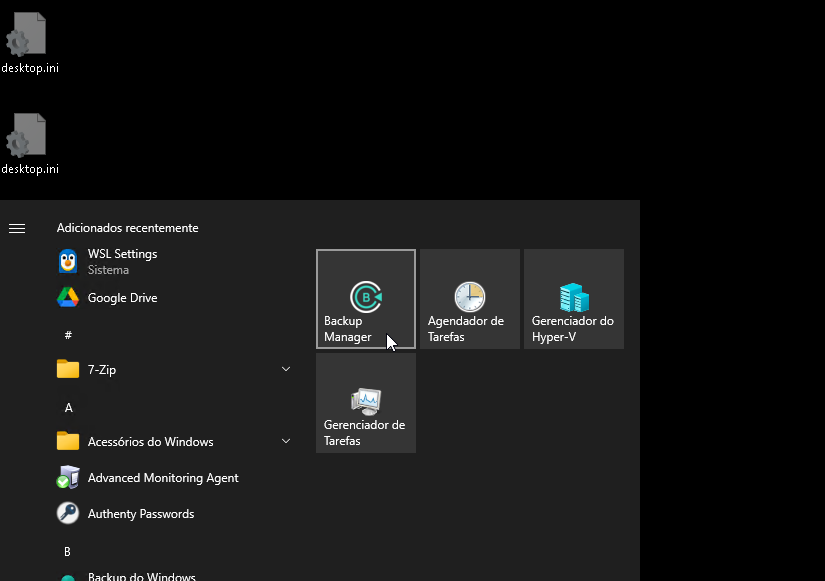 desktop.ini
desktop.ini
Adicionados recentemente
WSL Settings
Sistema
Google Drive
#
7-Zip
A
Acessórios do Windows
Advanced Monitoring Agent
Authenty Passwords
B
Backup do Windows
B
Backup
Manager
Agendador de
Tarefas
Gerenciador do
Hyper-V
Gerenciador de
Tarefas